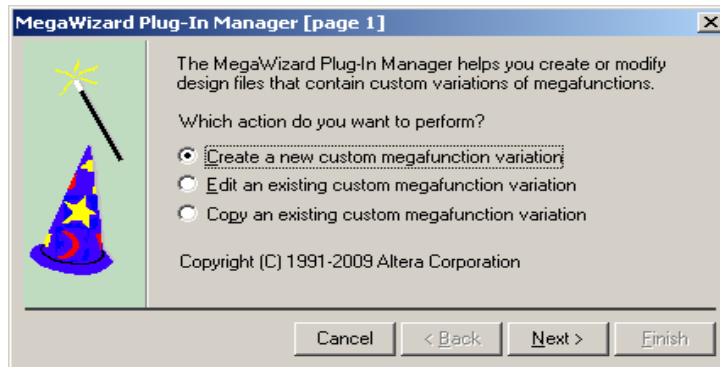 MegaWizard Plug-In Manager [page 1]
The MegaWizard Plug-In Manager helps you create or modify
design files that contain custom variations of megafunctions.
Which action do you want to perform?
Create a new custom megafunction variation
Edit an existing custom megafunction variation
Copy an existing custom megafunction variation
Copyright (C) 1991-2009 Altera Corporation
Cancel < Back Next > Finish